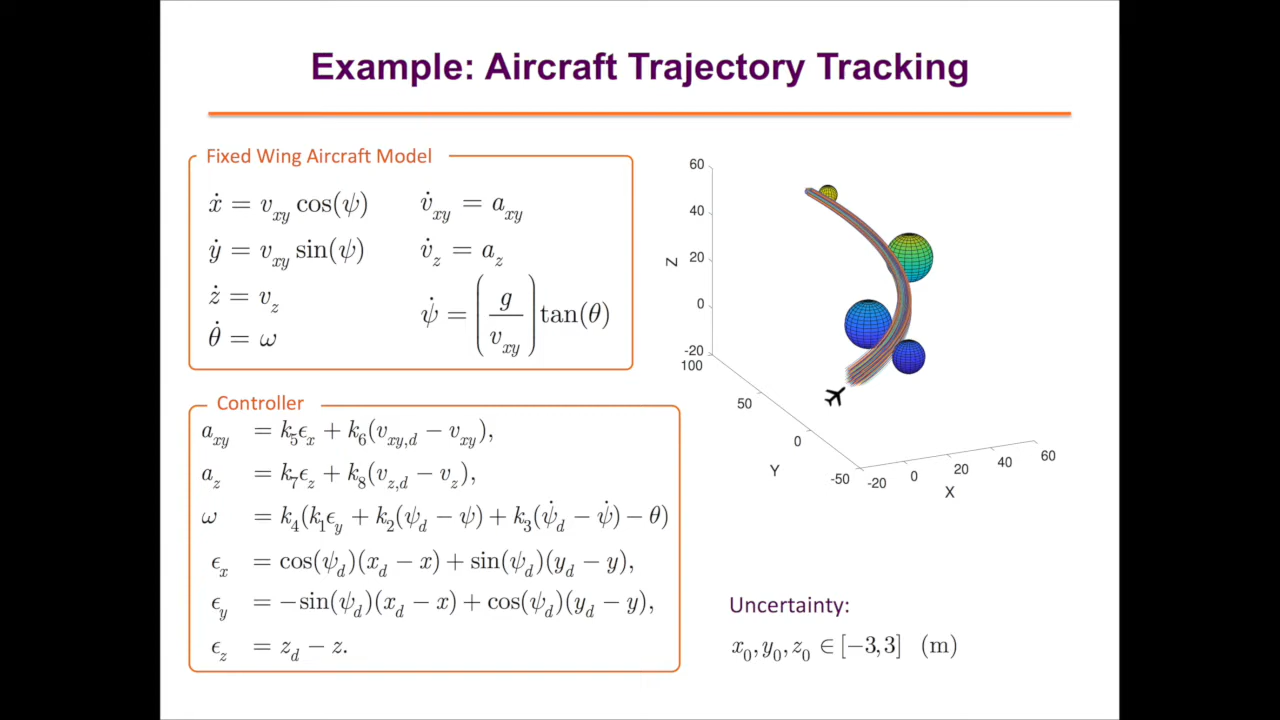 Example: Aircraft Trajectory Tracking
Fixed Wing Aircraft Model
ẋ = v_xy cos(ψ)
ẏ = v_xy sin(ψ)
ż = v_z
θ̇ = ω
v̇_xy = a_xy
v̇_z = a_z
ψ̇ = (g / v_xy) tan(θ)
Controller
a_xy = k_5 ϵ_x + k_6(v_xy,d − v_xy),
a_z = k_7 ϵ_z + k_8(v_z,d − v_z),
ω = k_4(k_1 ϵ_y + k_2(ψ_d − ψ) + k_3(ψ̇_d − ψ̇) − θ)
ϵ_x = cos(ψ_d)(x_d − x) + sin(ψ_d)(y_d − y),
ϵ_y = −sin(ψ_d)(x_d − x) + cos(ψ_d)(y_d − y),
ϵ_z = z_d − z.
60
40
20
0
-20
Z
100
50
0
-50
Y
-20
0
20
40
60
X
Uncertainty:
x_0, y_0, z_0 ∈ [−3, 3] (m)